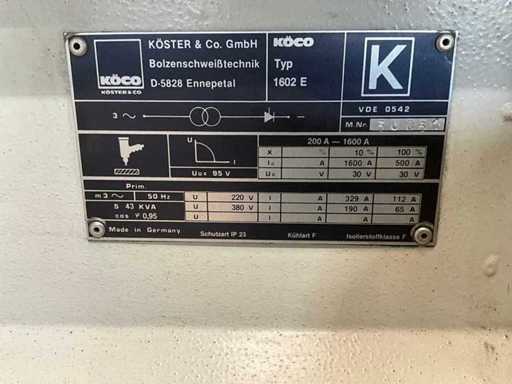 KÖSTER & Co. GmbH
KÖCO
Bolzenschweißtechnik
Typ
K
KÖCO
D-5828 Ennepetal
1602 E
KÖSTER & CO
VDE 0542
3 ~
–
M Nr.
200 A – 1600 A
X % 10 % 100 %
U I
I₂ A 1600 A 500 A
U₀= 95 V
U₂ V 30 V 30 V
Prim.
m 3 ~ 50 Hz U 220 V I A 329 A 112 A
S 43 KVA U 380 V I A 190 A 65 A
cos φ 0,95 U I
Made in Germany Schutzart IP 23 Kühlart F Isolierstoffklasse F